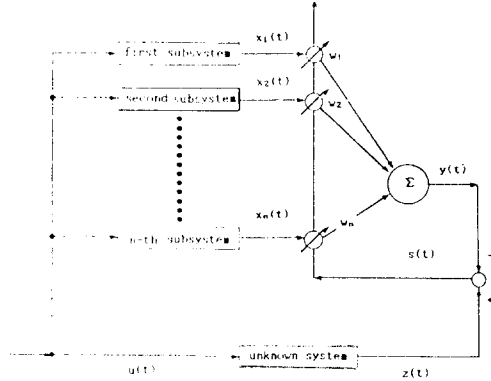 x₁(t)
first subsystem
w₁
x₂(t)
second subsystem
w₂
Σ
y(t)
xₙ(t)
wₙ
n-th subsystem
s(t)
unknown system
u(t)
z(t)